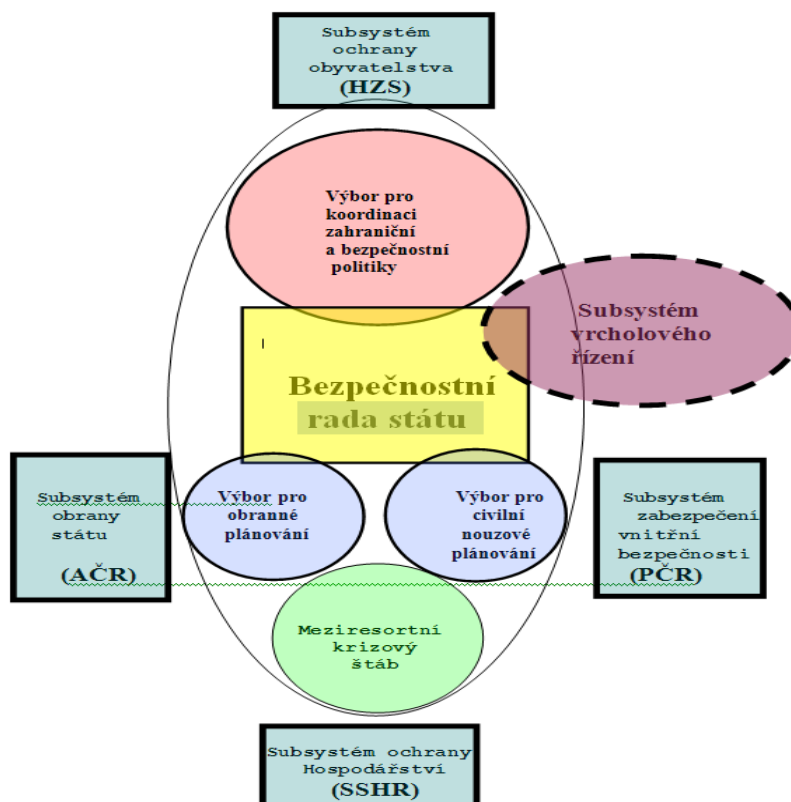 Subsystém
ochrany
obyvatelstva
(HZS)
Výbor pro
koordinaci
zahraniční
a bezpečnostní
politiky
Subsystém
vrcholového
řízení
Bezpečnostní
rada státu
Subsystém
obrany
státu
(AČR)
Výbor pro
obranné
plánování
Výbor pro
civilní
nouzové
plánování
Subsystém
zabezpečení
vnitřní
bezpečnosti
(PČR)
Meziresortní
krizový
štáb
Subsystém ochrany
Hospodářství
(SSHR)